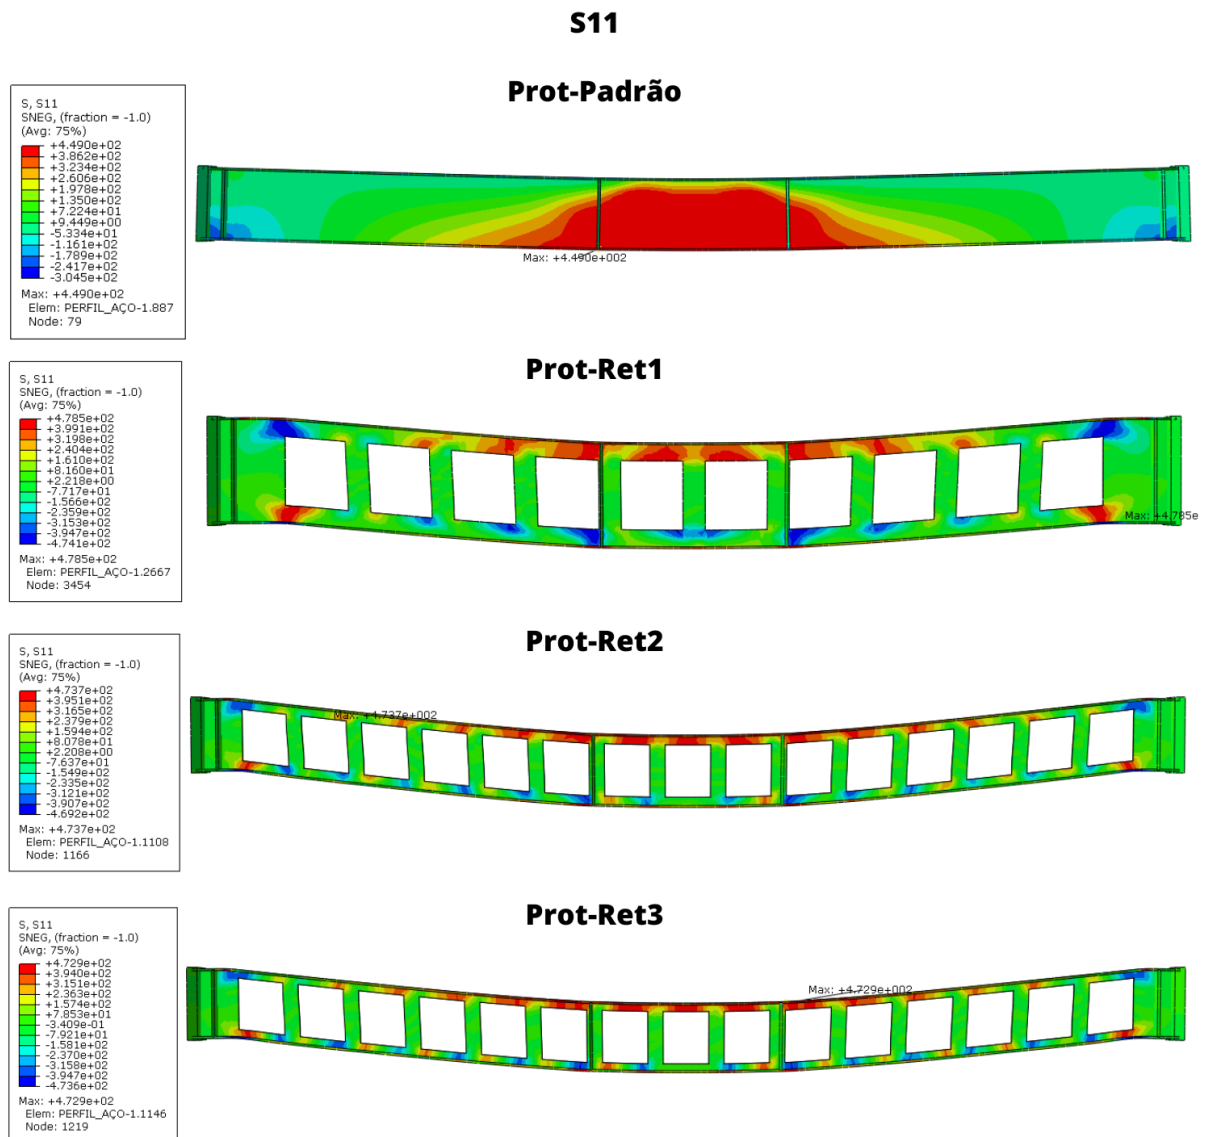 S11
Prot-Padrão
S, S11
SNEG, (fraction = -1.0)
(Avg: 75%)
+4.490e+02
+3.862e+02
+3.234e+02
+2.606e+02
+1.978e+02
+1.350e+02
+7.224e+01
+9.449e+00
-5.334e+01
-1.161e+02
-1.789e+02
-2.417e+02
-3.045e+02
Max: +4.490e+02
Elem: PERFIL_AÇO-1.887
Node: 79
Max: +4.490e+002
Prot-Ret1
S, S11
SNEG, (fraction = -1.0)
(Avg: 75%)
+4.785e+02
+3.991e+02
+3.198e+02
+2.404e+02
+1.610e+02
+8.160e+01
+2.218e+00
-7.717e+01
-1.566e+02
-2.359e+02
-3.153e+02
-3.947e+02
-4.741e+02
Max: +4.785e+02
Elem: PERFIL_AÇO-1.2667
Node: 3454
Max: +4.785e
Prot-Ret2
S, S11
SNEG, (fraction = -1.0)
(Avg: 75%)
+4.737e+02
+3.951e+02
+3.165e+02
+2.379e+02
+1.594e+02
+8.078e+01
+2.208e+00
-7.637e+01
-1.549e+02
-2.335e+02
-3.121e+02
-3.907e+02
-4.692e+02
Max: +4.737e+02
Elem: PERFIL_AÇO-1.1108
Node: 1166
Max: +4.737e+002
Prot-Ret3
S, S11
SNEG, (fraction = -1.0)
(Avg: 75%)
+4.729e+02
+3.940e+02
+3.151e+02
+2.363e+02
+1.574e+02
+7.853e+01
-3.409e-01
-7.921e+01
-1.581e+02
-2.370e+02
-3.158e+02
-3.947e+02
-4.736e+02
Max: +4.729e+02
Elem: PERFIL_AÇO-1.1146
Node: 1219
Max: +4.729e+002